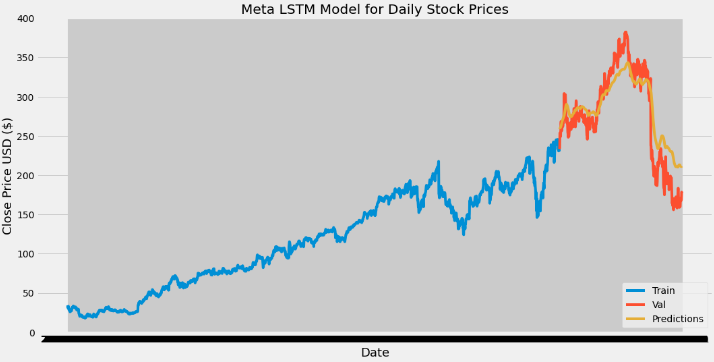 Meta LSTM Model for Daily Stock Prices
400
350
300
250
200
150
100
50
0
Close Price USD ($)
Date
Train
Val
Predictions